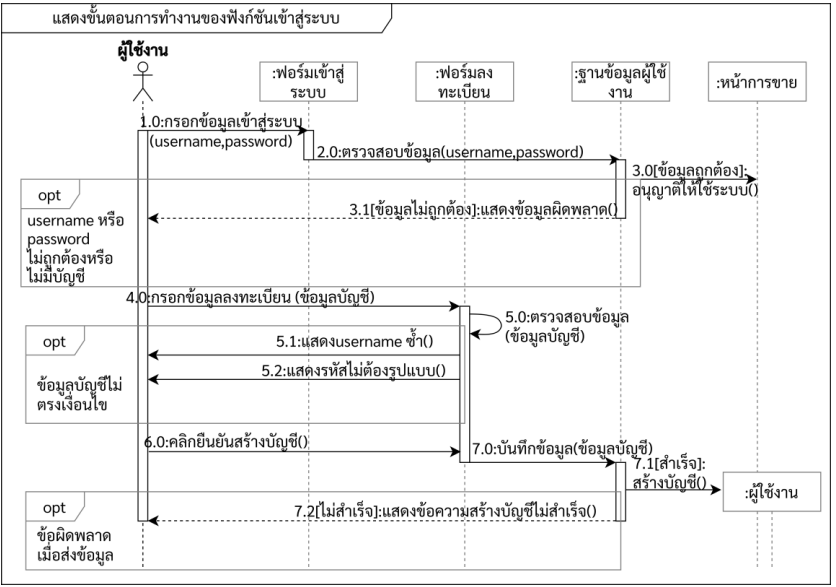 แสดงขั้นตอนการทำงานของฟังก์ชันเข้าสู่ระบบ
ผู้ใช้งาน
:ฟอร์มเข้าสู่
ระบบ
:ฟอร์มลง
ทะเบียน
:ฐานข้อมูลผู้ใช้
งาน
:หน้าการขาย
1.0:กรอกข้อมูลเข้าสู่ระบบ
(username,password)
2.0:ตรวจสอบข้อมูล(username,password)
3.0[ข้อมูลถูกต้อง]:
อนุญาติให้ใช้ระบบ()
opt
3.1[ข้อมูลไม่ถูกต้อง]:แสดงข้อมูลผิดพลาด()
username หรือ
password
ไม่ถูกต้องหรือ
ไม่มีบัญชี
4.0:กรอกข้อมูลลงทะเบียน (ข้อมูลบัญชี)
5.0:ตรวจสอบข้อมูล
(ข้อมูลบัญชี)
opt
5.1:แสดงusername ซ้ำ()
5.2:แสดงรหัสไม่ต้องรูปแบบ()
ข้อมูลบัญชีไม่
ตรงเงื่อนไข
6.0:คลิกยืนยันสร้างบัญชี()
7.0:บันทึกข้อมูล(ข้อมูลบัญชี)
7.1[สำเร็จ]:
สร้างบัญชี()
:ผู้ใช้งาน
opt
7.2[ไม่สำเร็จ]:แสดงข้อความสร้างบัญชีไม่สำเร็จ()
ข้อผิดพลาด
เมื่อส่งข้อมูล